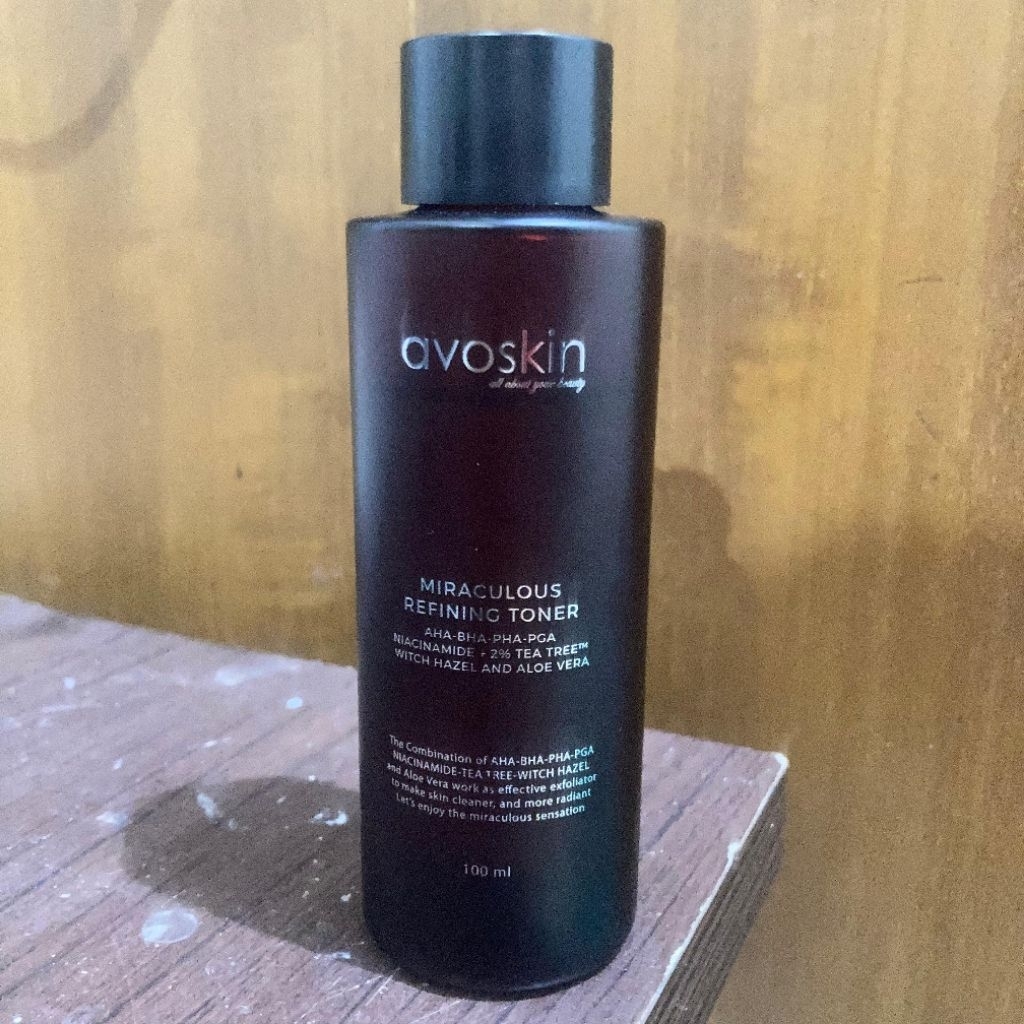 avoskin
all about your beauty
MIRACULOUS
REFINING TONER
AHA-BHA-PHA-PGA
NIACINAMIDE + 2% TEA TREE™
WITCH HAZEL AND ALOE VERA
The Combination of AHA-BHA-PHA-PGA
NIACINAMIDE-TEA TREE-WITCH HAZEL
and Aloe Vera work as effective exfoliator
to make skin cleaner, and more radiant
Let's enjoy the miraculous sensation
100 ml